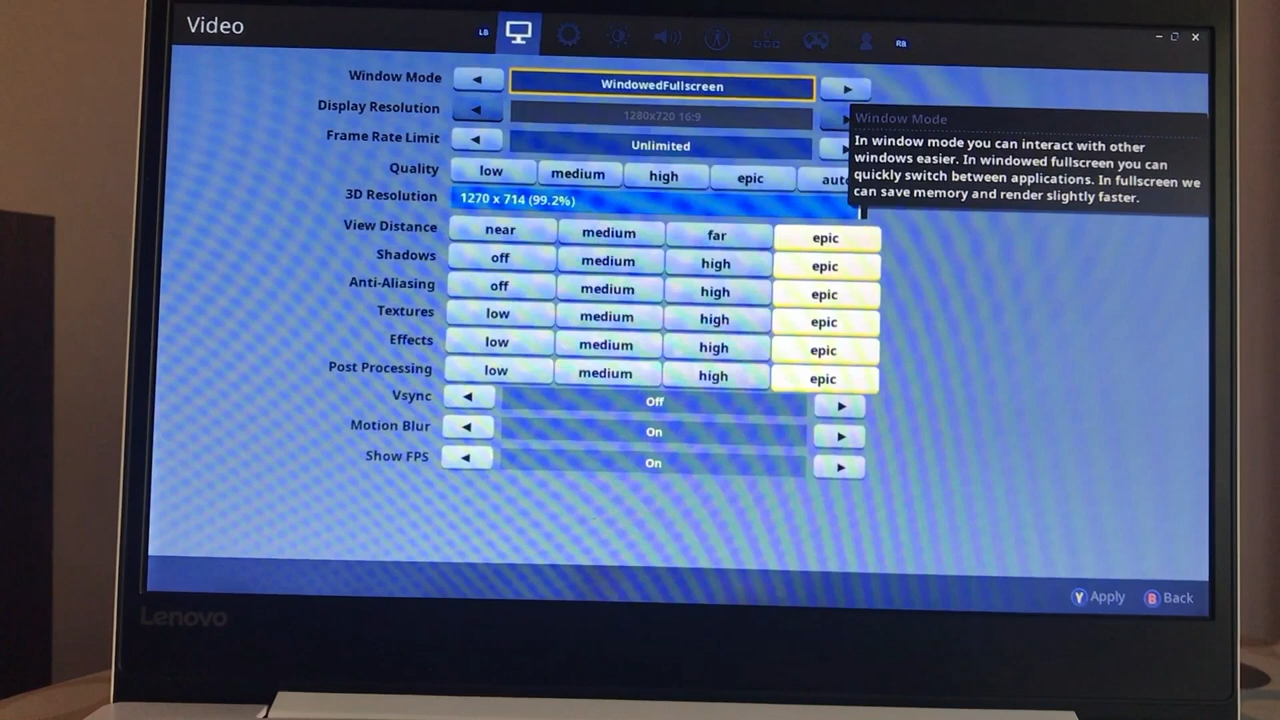 Video
LB
RB
Window Mode
WindowedFullscreen
Display Resolution
1280x720 16:9
Frame Rate Limit
Unlimited
Quality low medium high epic auto
3D Resolution 1270 x 714 (99.2%)
View Distance near medium far epic
Shadows off medium high epic
Anti-Aliasing off medium high epic
Textures low medium high epic
Effects low medium high epic
Post Processing low medium high epic
Vsync Off
Motion Blur On
Show FPS On
Window Mode
In window mode you can interact with other
windows easier. In windowed fullscreen you can
quickly switch between applications. In fullscreen we
can save memory and render slightly faster.
Y Apply B Back
Lenovo